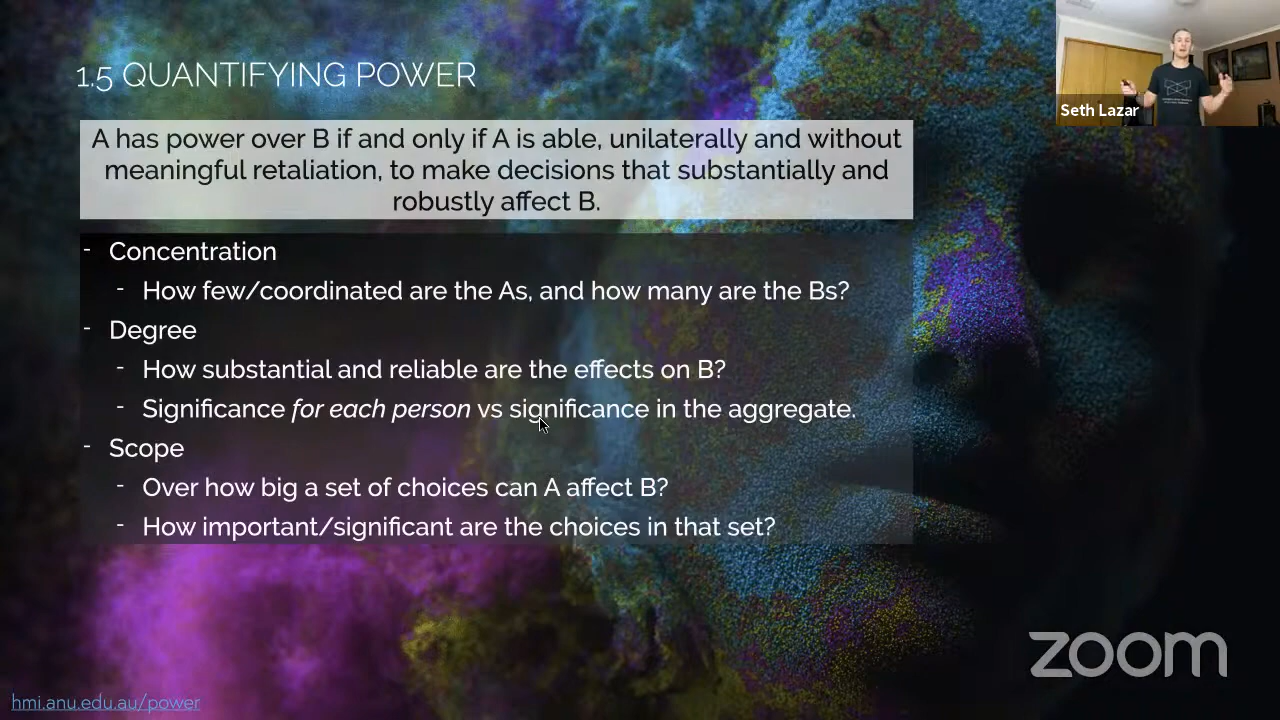 Seth Lazar
1.5 QUANTIFYING POWER
A has power over B if and only if A is able, unilaterally and without
meaningful retaliation, to make decisions that substantially and
robustly affect B.
- Concentration
- How few/coordinated are the As, and how many are the Bs?
- Degree
- How substantial and reliable are the effects on B?
- Significance for each person vs significance in the aggregate.
- Scope
- Over how big a set of choices can A affect B?
- How important/significant are the choices in that set?
zoom
hmi.anu.edu.au/power